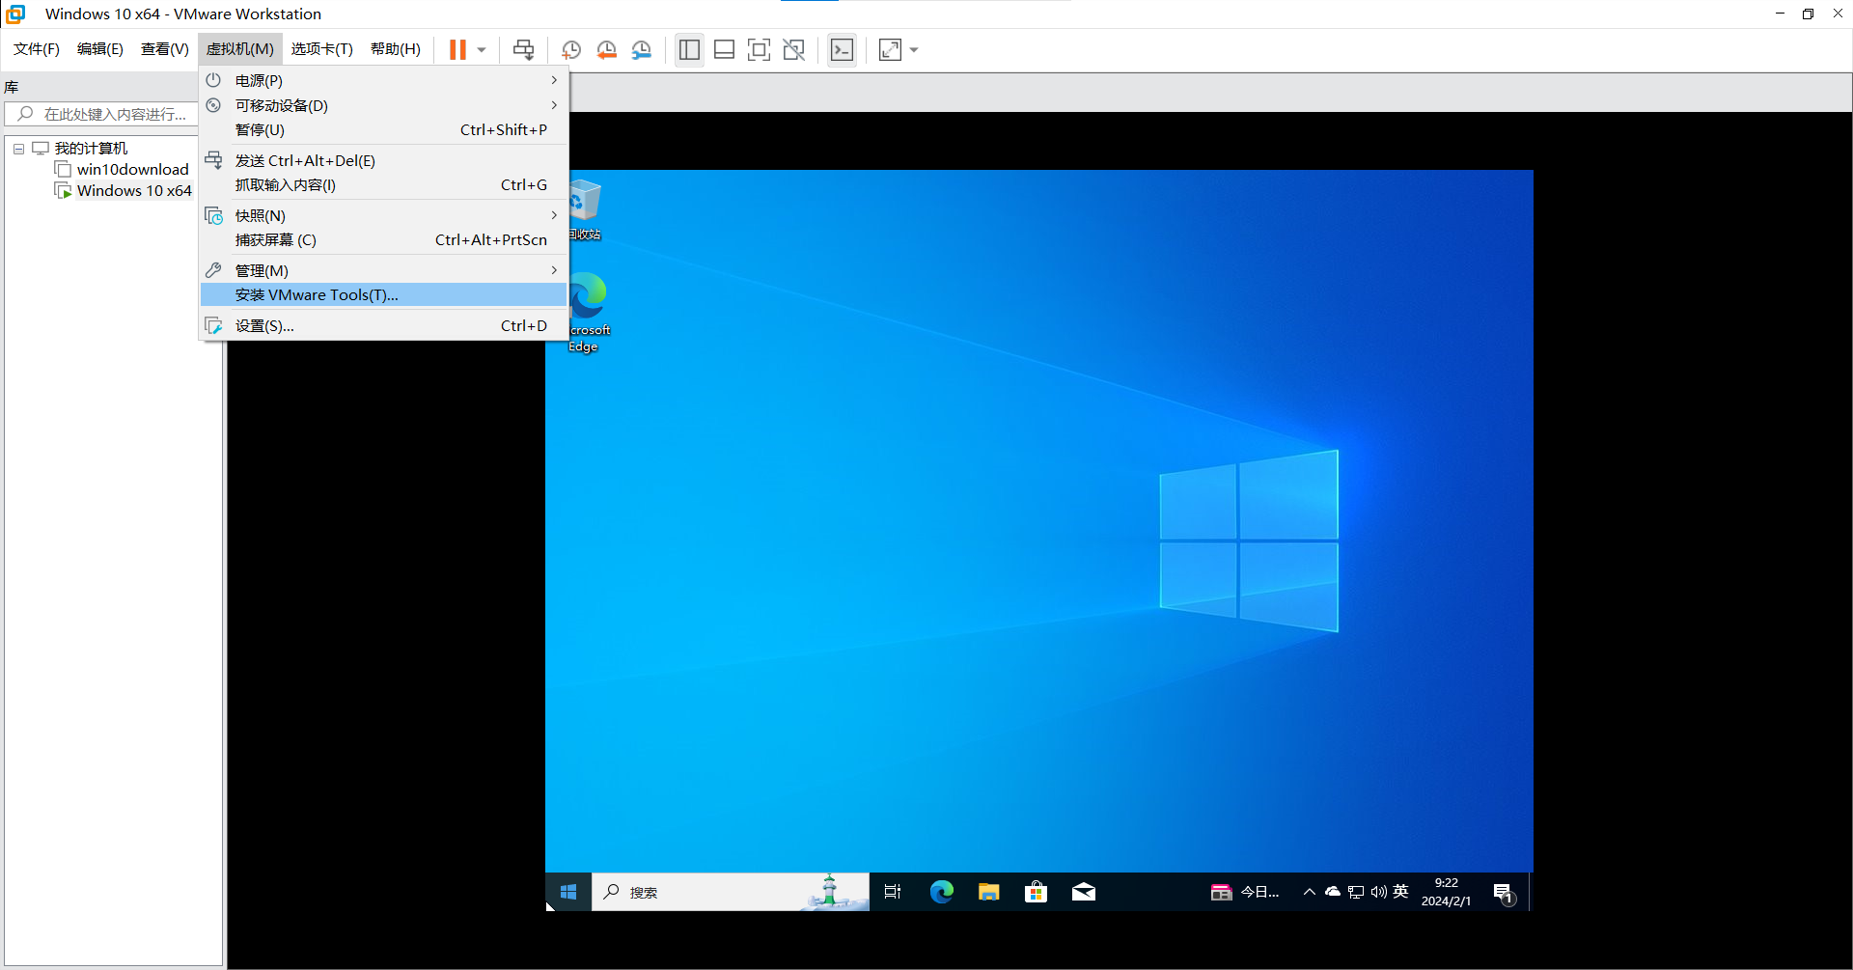 Windows 10 x64 - VMware Workstation
文件(F) 编辑(E) 查看(V) 虚拟机(M) 选项卡(T) 帮助(H)
库
在此处键入内容进行...
我的计算机
win10download
Windows 10 x64
电源(P)
可移动设备(D)
暂停(U) Ctrl+Shift+P
发送 Ctrl+Alt+Del(E)
抓取输入内容(I) Ctrl+G
快照(N)
捕获屏幕 (C) Ctrl+Alt+PrtScn
管理(M)
安装 VMware Tools(T)...
设置(S)... Ctrl+D
回收站
crosoft
Edge
搜索
今日...
英
9:22
2024/2/1
1